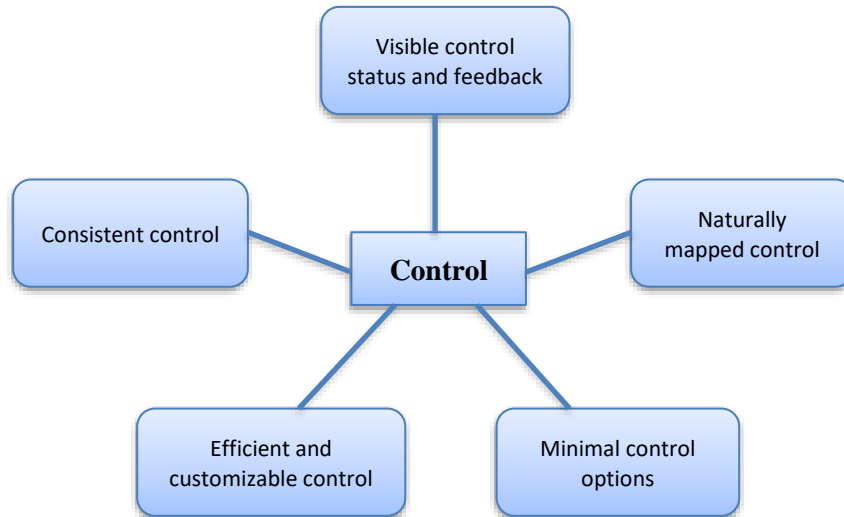 Visible control
status and feedback
Consistent control
Naturally
mapped control
Control
Efficient and
customizable control
Minimal control
options